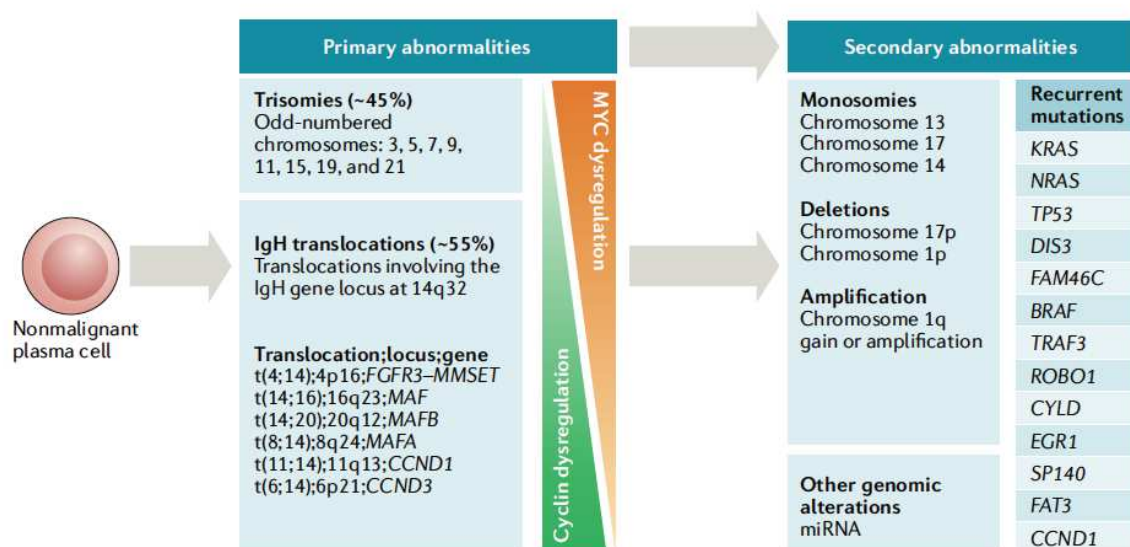 Primary abnormalities
Secondary abnormalities
Nonmalignant
plasma cell
Trisomies (~45%)
Odd-numbered
chromosomes: 3, 5, 7, 9,
11, 15, 19, and 21
IgH translocations (~55%)
Translocations involving the
IgH gene locus at 14q32
Translocation;locus;gene
t(4;14);4p16;FGFR3–MMSET
t(14;16);16q23;MAF
t(14;20);20q12;MAFB
t(8;14);8q24;MAFA
t(11;14);11q13;CCND1
t(6;14);6p21;CCND3
Cyclin dysregulation
MYC dysregulation
Monosomies
Chromosome 13
Chromosome 17
Chromosome 14
Deletions
Chromosome 17p
Chromosome 1p
Amplification
Chromosome 1q
gain or amplification
Other genomic
alterations
miRNA
Recurrent
mutations
KRAS
NRAS
TP53
DIS3
FAM46C
BRAF
TRAF3
ROBO1
CYLD
EGR1
SP140
FAT3
CCND1